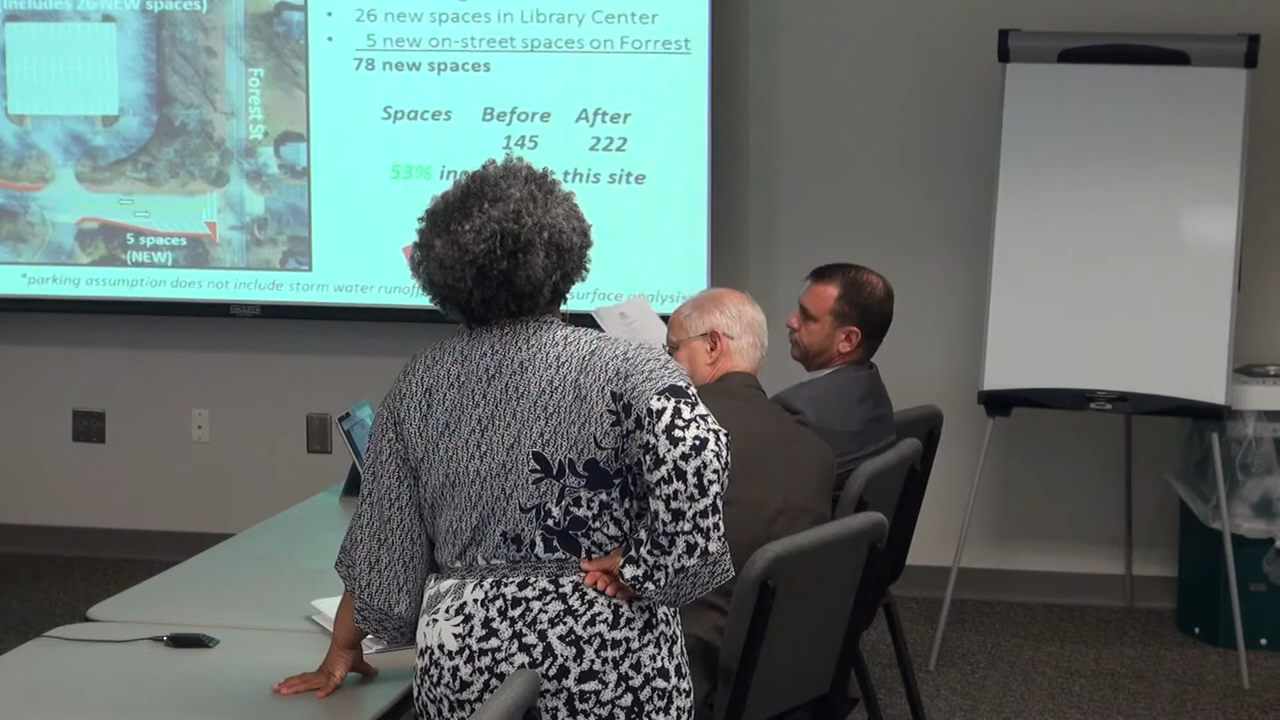 includes 26 NEW spaces)
Forest St
5 spaces
(NEW)
• 26 new spaces in Library Center
• 5 new on-street spaces on Forrest
78 new spaces
Spaces Before After
145 222
53% this site
*parking assumption does not include storm water runoff surface analysis